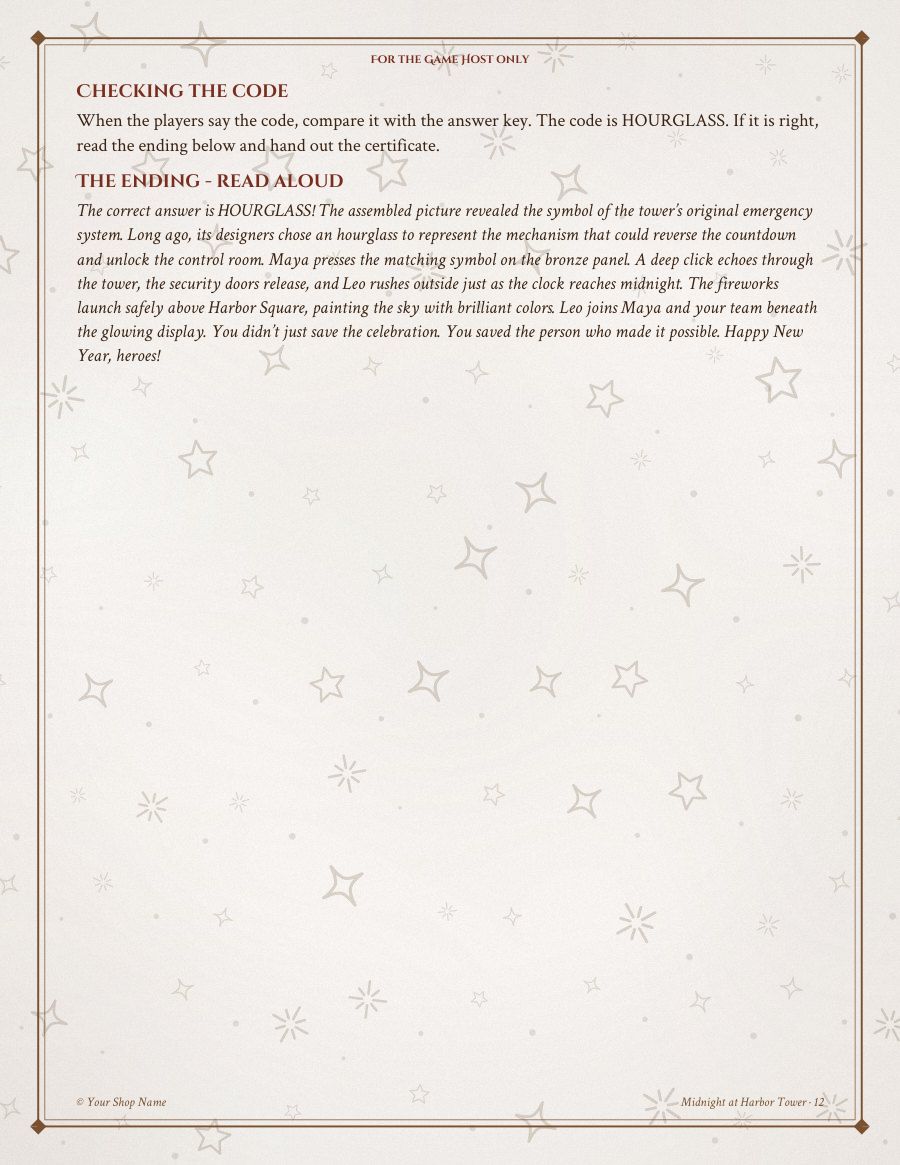 For the Game Host only
Checking the Code
When the players say the code, compare it with the answer key. The code is HOURGLASS. If it is right,
read the ending below and hand out the certificate.
The Ending - Read Aloud
The correct answer is HOURGLASS! The assembled picture revealed the symbol of the tower’s original emergency
system. Long ago, its designers chose an hourglass to represent the mechanism that could reverse the countdown
and unlock the control room. Maya presses the matching symbol on the bronze panel. A deep click echoes through
the tower, the security doors release, and Leo rushes outside just as the clock reaches midnight. The fireworks
launch safely above Harbor Square, painting the sky with brilliant colors. Leo joins Maya and your team beneath
the glowing display. You didn’t just save the celebration. You saved the person who made it possible. Happy New
Year, heroes!
© Your Shop Name
Midnight at Harbor Tower · 12